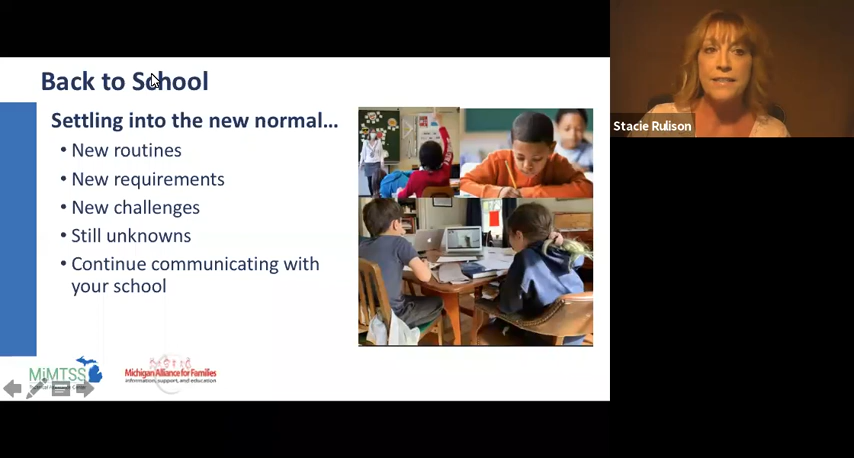 Back to School
Settling into the new normal...
• New routines
• New requirements
• New challenges
• Still unknowns
• Continue communicating with
your school
MiMTSS
Michigan Alliance for Families
information, support, and education
Stacie Rulison